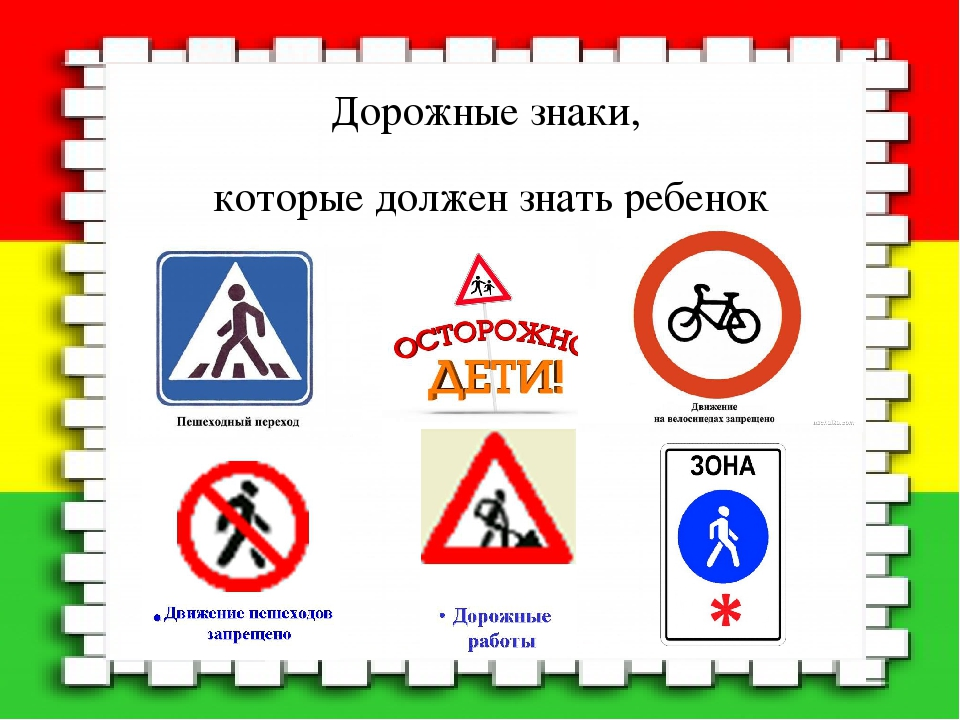 Дорожные знаки,
которые должен знать ребенок
Пешеходный переход
ОСТОРОЖНО
ДЕТИ!
Движение
на велосипедах запрещено
• Движение пешеходов
запрещено
• Дорожные
работы
ЗОНА
*